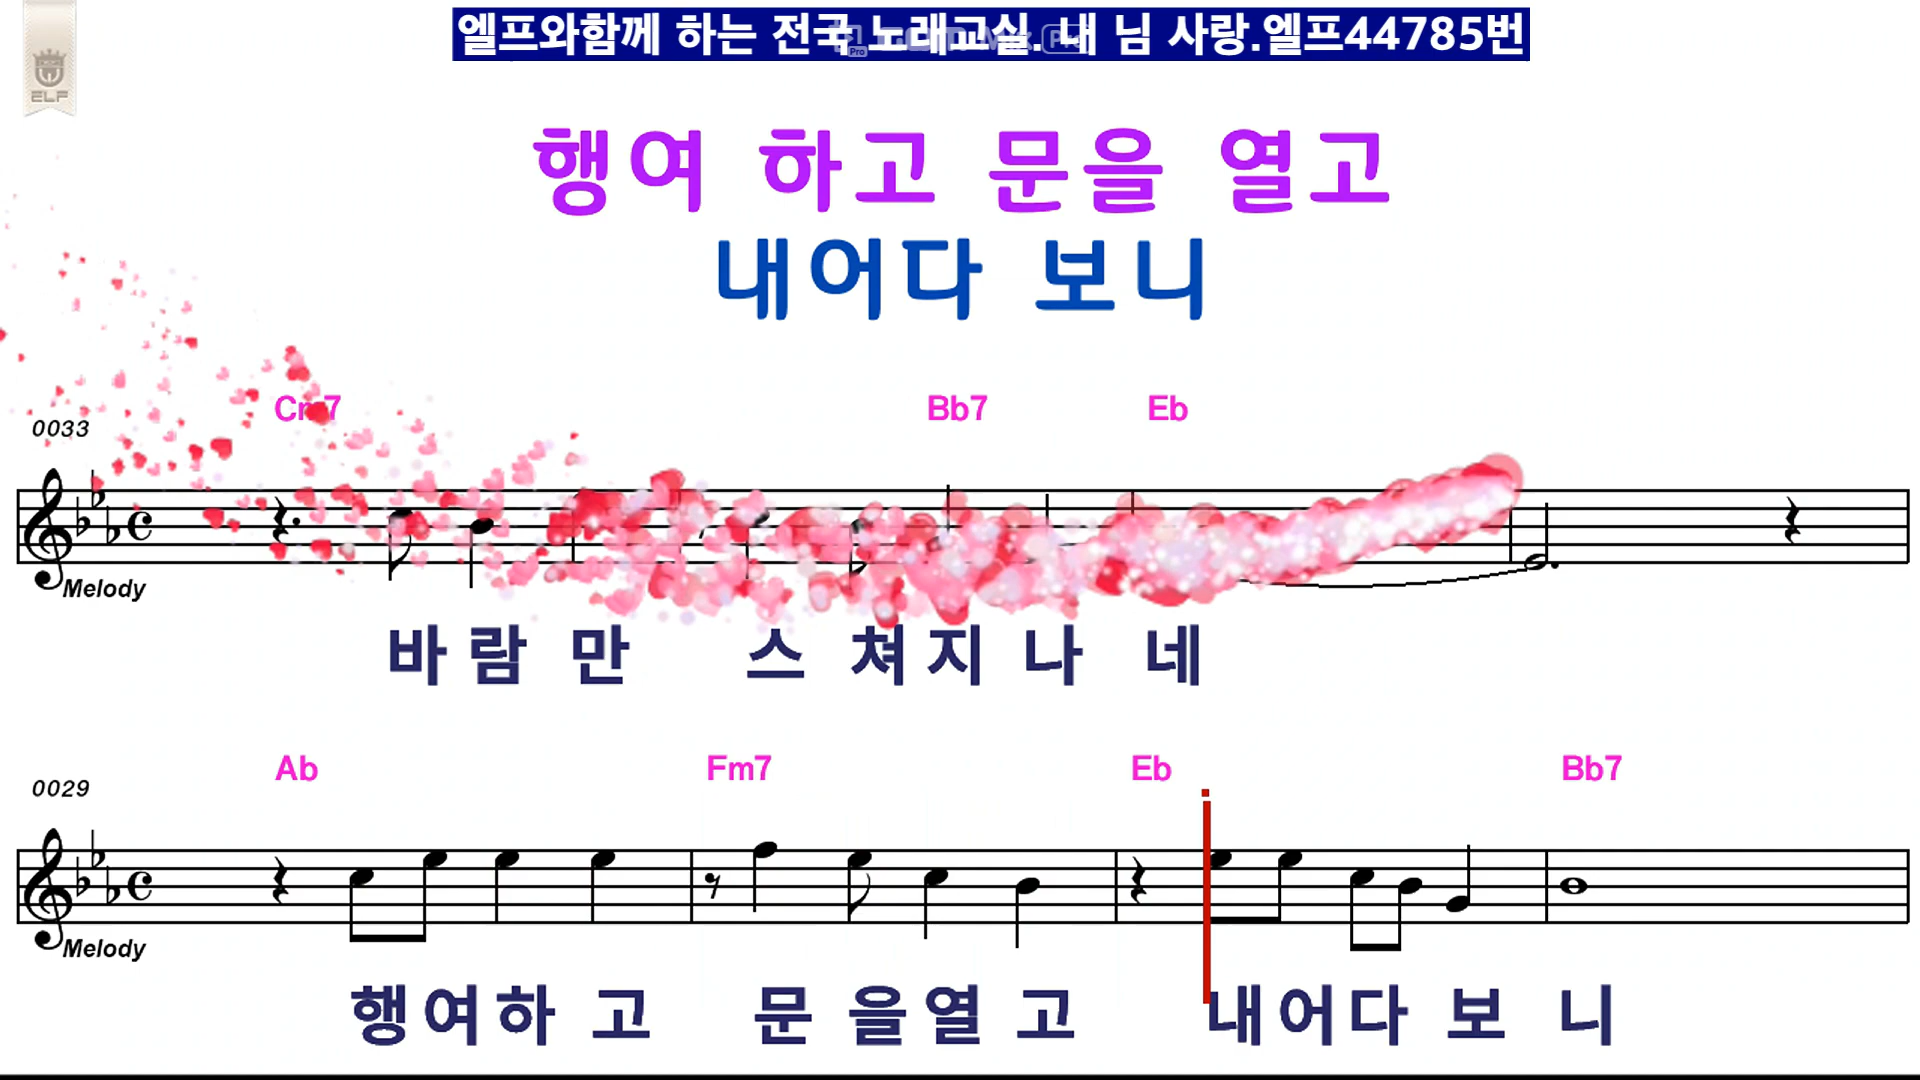 엘프와함께 하는 전국 노래교실. 내 님 사랑.엘프44785번
ELF
행여 하고 문을 열고
내어다 보니
Cm7 Bb7 Eb
0033
Melody
바 람 만 스 쳐 지 나 네
Ab Fm7 Eb Bb7
0029
Melody
행 여 하 고 문 을 열 고 내 어 다 보 니